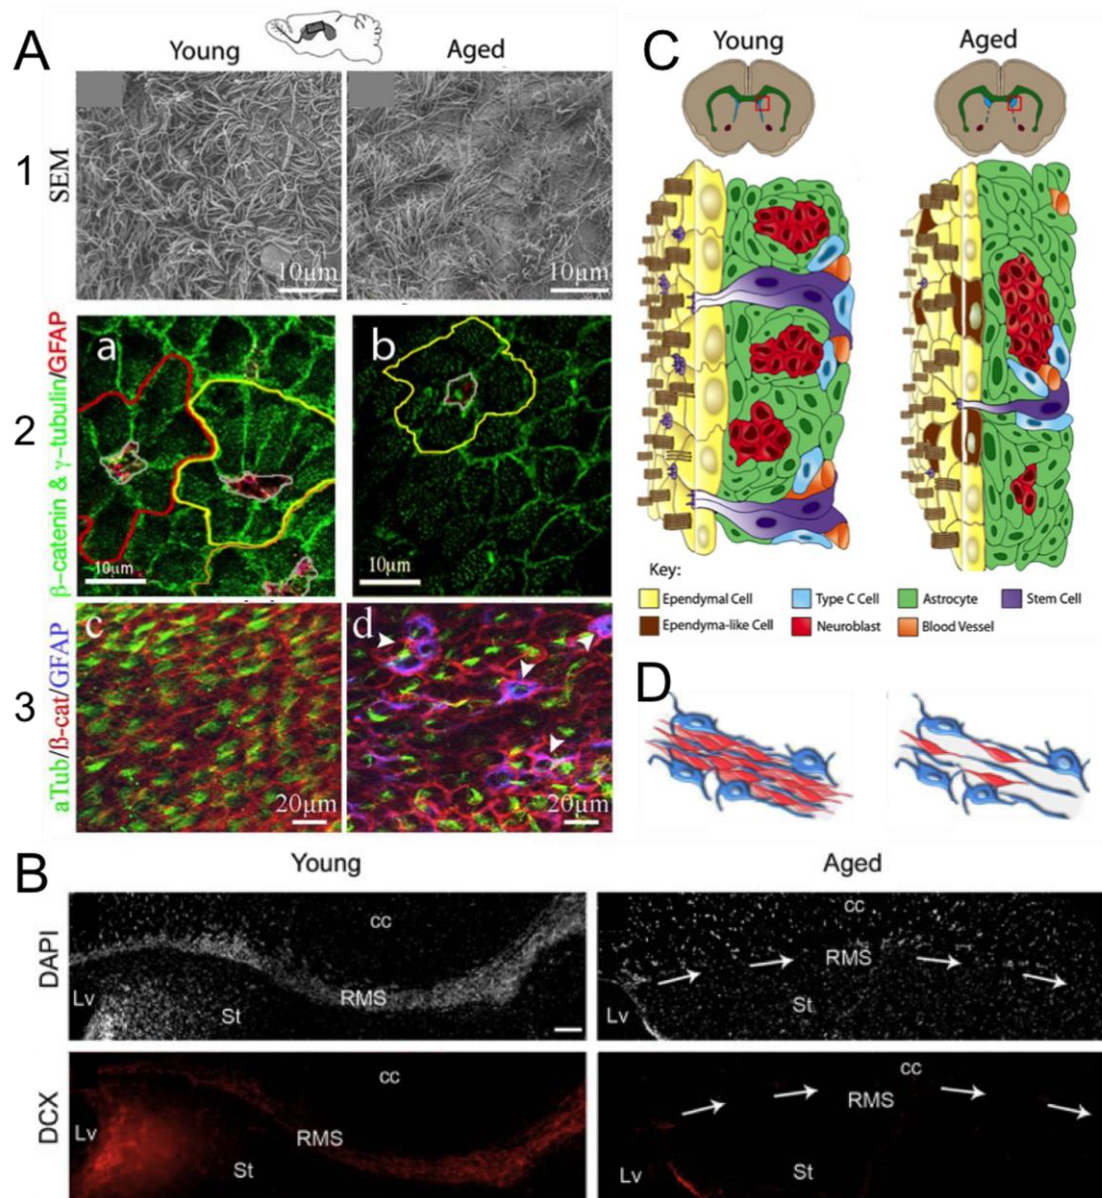 A
Young
Aged
1
SEM
10µm
10µm
2
β-catenin & γ-tubulin/GFAP
a
10µm
b
10µm
3
aTub/ß-cat/GFAP
c
20µm
d
20µm
C
Young
Aged
Key:
Ependymal Cell
Type C Cell
Astrocyte
Stem Cell
Ependyma-like Cell
Neuroblast
Blood Vessel
D
B
Young
Aged
DAPI
cc
RMS
Lv
St
cc
RMS
St
Lv
DCX
cc
Lv
RMS
St
cc
RMS
Lv
St